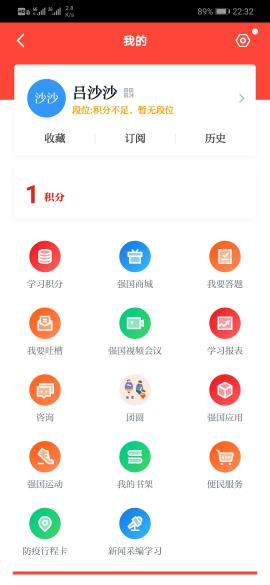 89% 22:32
我的
沙沙
吕沙沙
段位:积分不足，暂无段位
收藏 订阅 历史
1 积分
学习积分 强国商城 我要答题
我要吐槽 强国视频会议 学习报表
咨询 团圆 强国应用
强国运动 我的书架 便民服务
防疫行程卡 新闻采编学习